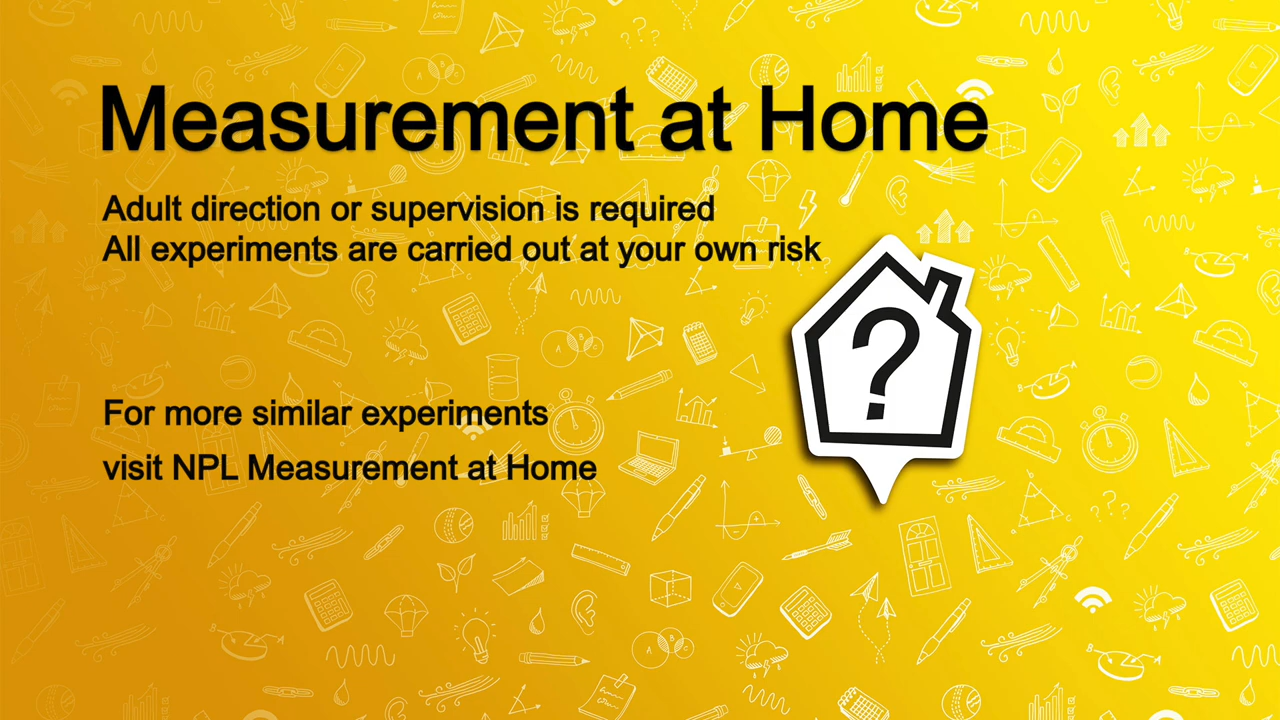 Measurement at Home
Adult direction or supervision is required
All experiments are carried out at your own risk
?
For more similar experiments
visit NPL Measurement at Home